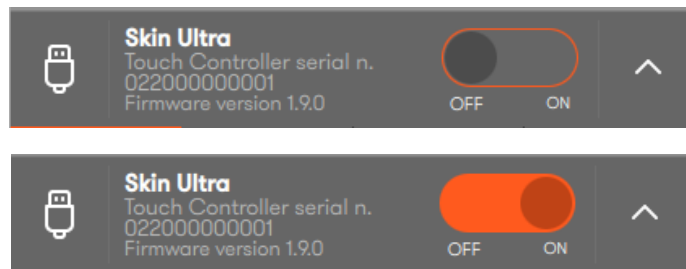 Skin Ultra
Touch Controller serial n.
022000000001
Firmware version 1.9.0
OFF ON
Skin Ultra
Touch Controller serial n.
022000000001
Firmware version 1.9.0
OFF ON